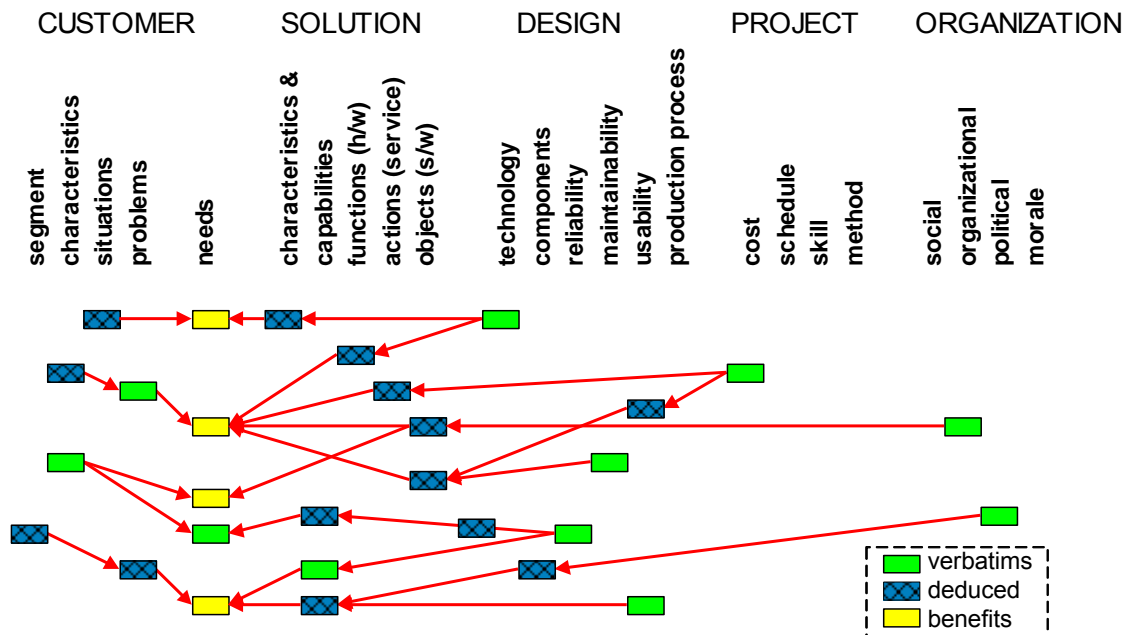 CUSTOMER
SOLUTION
DESIGN
PROJECT
ORGANIZATION
segment
characteristics
situations
problems
needs
characteristics &
capabilities
functions (h/w)
actions (service)
objects (s/w)
technology
components
reliability
maintainability
usability
production process
cost
schedule
skill
method
social
organizational
political
morale
verbatims
deduced
benefits